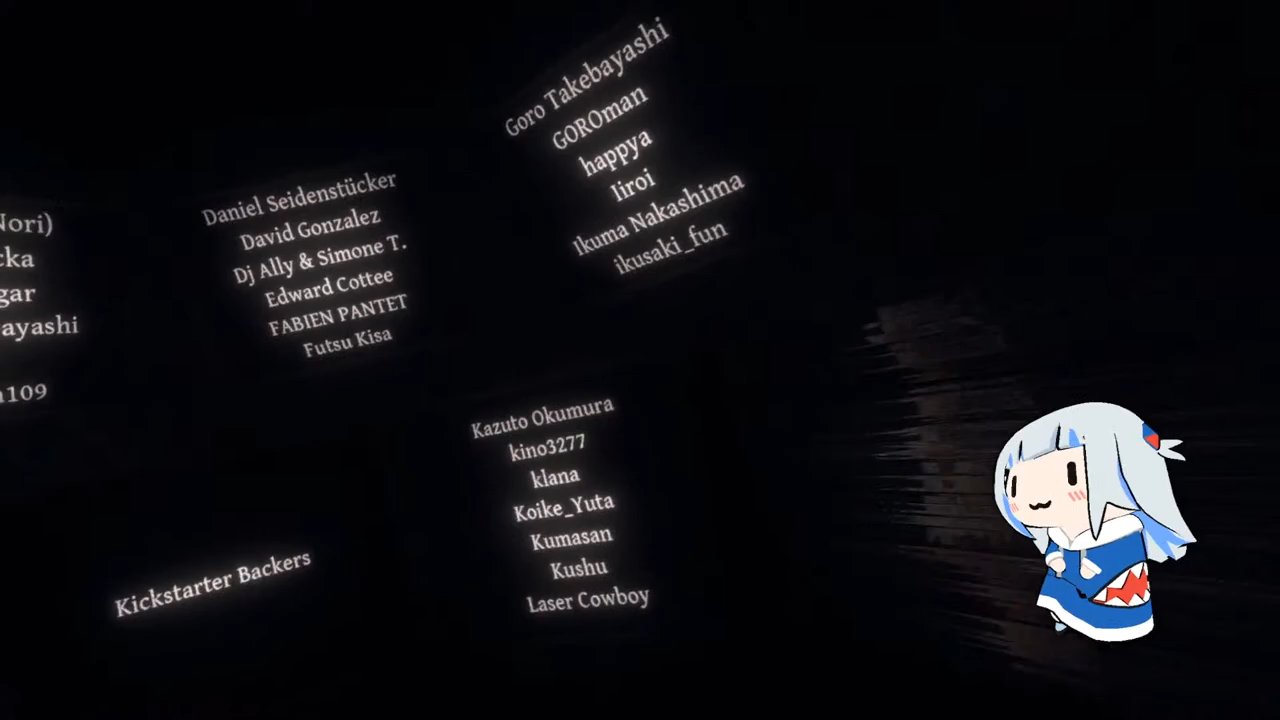 Nori)
cka
gar
ayashi
109
Daniel Seidenstücker
David Gonzalez
Dj Ally & Simone T.
Edward Cottee
FABIEN PANTET
Futsu Kisa
Goro Takebayashi
GOROman
happya
Iiroi
Ikuma Nakashima
ikusaki_fun
Kickstarter Backers
Kazuto Okumura
kino3277
klana
Koike_Yuta
Kumasan
Kushu
Laser Cowboy